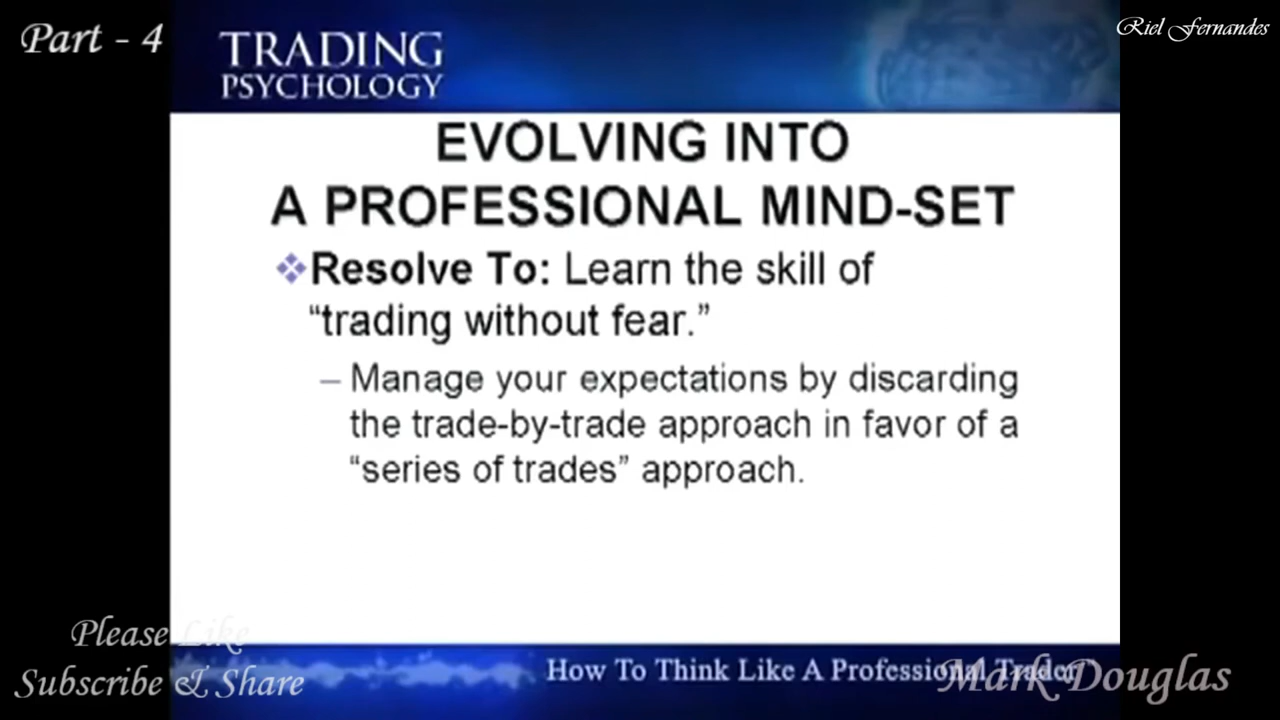 Part - 4
Riel Fernandes
TRADING
PSYCHOLOGY
EVOLVING INTO
A PROFESSIONAL MIND-SET
Resolve To: Learn the skill of
“trading without fear.”
– Manage your expectations by discarding
the trade-by-trade approach in favor of a
“series of trades” approach.
Please Like
Subscribe & Share
How To Think Like A Professional Trader
Mark Douglas